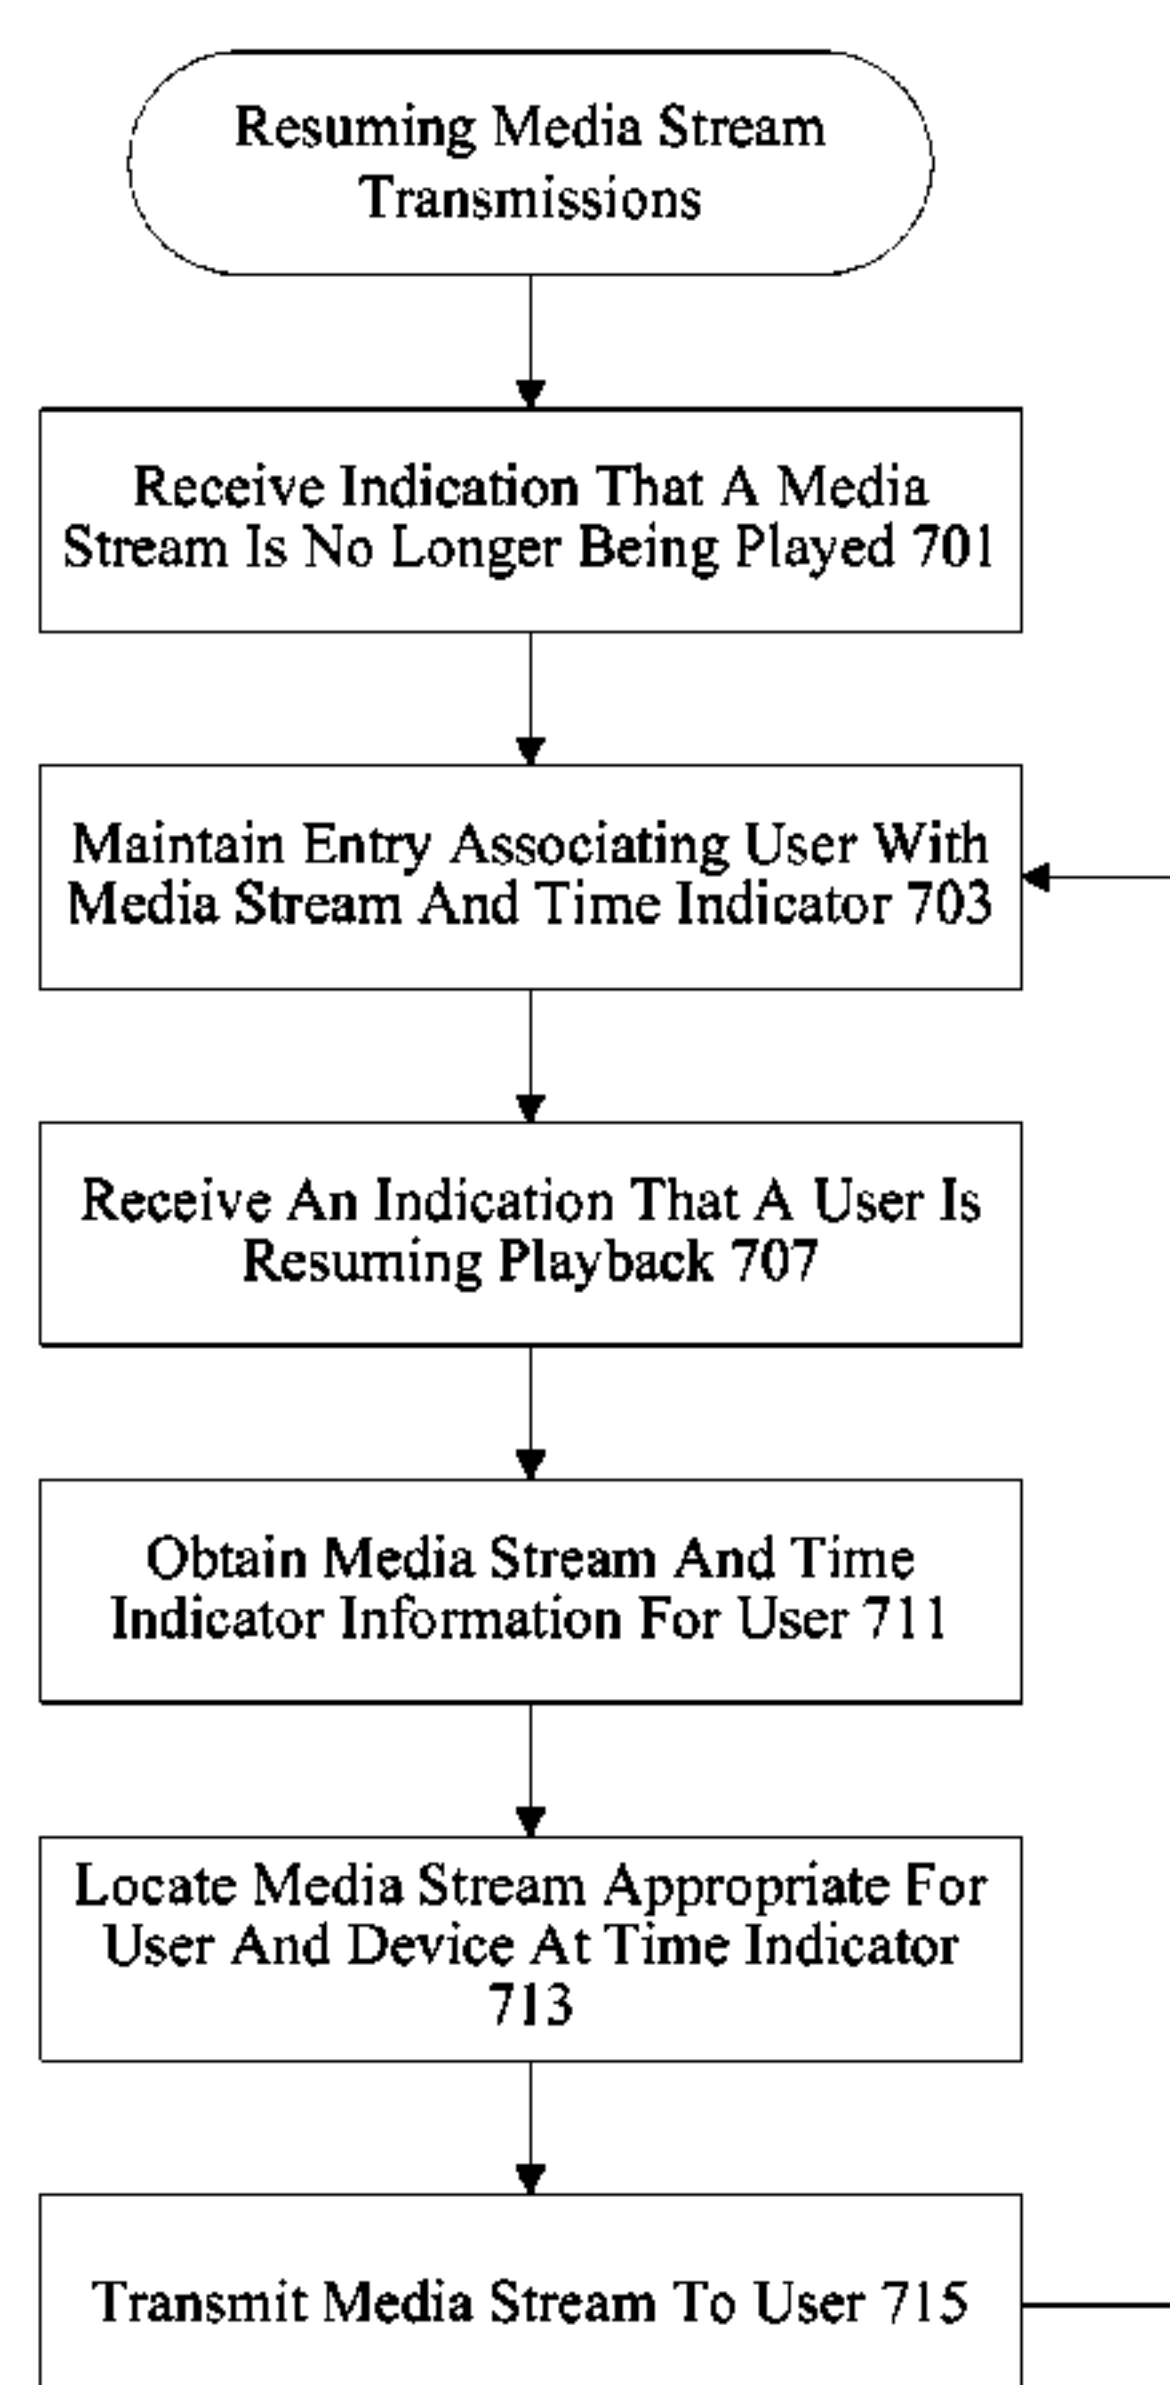 Resuming Media Stream
Transmissions
Receive Indication That A Media
Stream Is No Longer Being Played 701
Maintain Entry Associating User With
Media Stream And Time Indicator 703
Receive An Indication That A User Is
Resuming Playback 707
Obtain Media Stream And Time
Indicator Information For User 711
Locate Media Stream Appropriate For
User And Device At Time Indicator
713
Transmit Media Stream To User 715